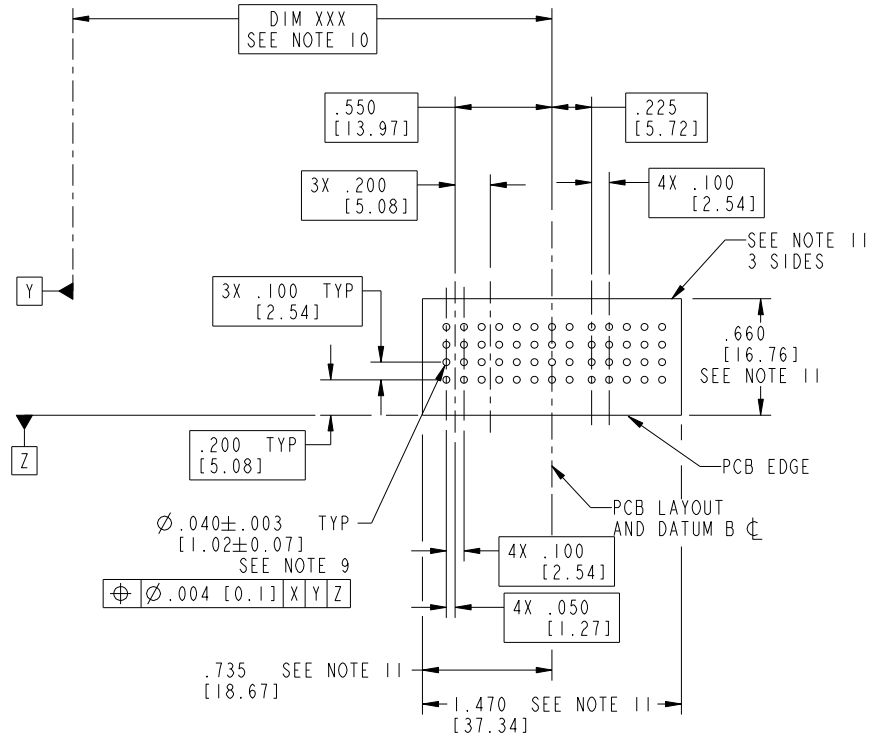 DIM XXX
SEE NOTE 10
.550
[13.97]
.225
[5.72]
3X .200
[5.08]
4X .100
[2.54]
SEE NOTE 11
3 SIDES
Y
3X .100 TYP
[2.54]
.660
[16.76]
SEE NOTE 11
Z
.200 TYP
[5.08]
PCB EDGE
PCB LAYOUT
AND DATUM B ℄
Ø.040±.003 TYP
[1.02±0.07]
SEE NOTE 9
⌖ Ø.004 [0.1] X Y Z
4X .100
[2.54]
4X .050
[1.27]
.735 SEE NOTE 11
[18.67]
1.470 SEE NOTE 11
[37.34]